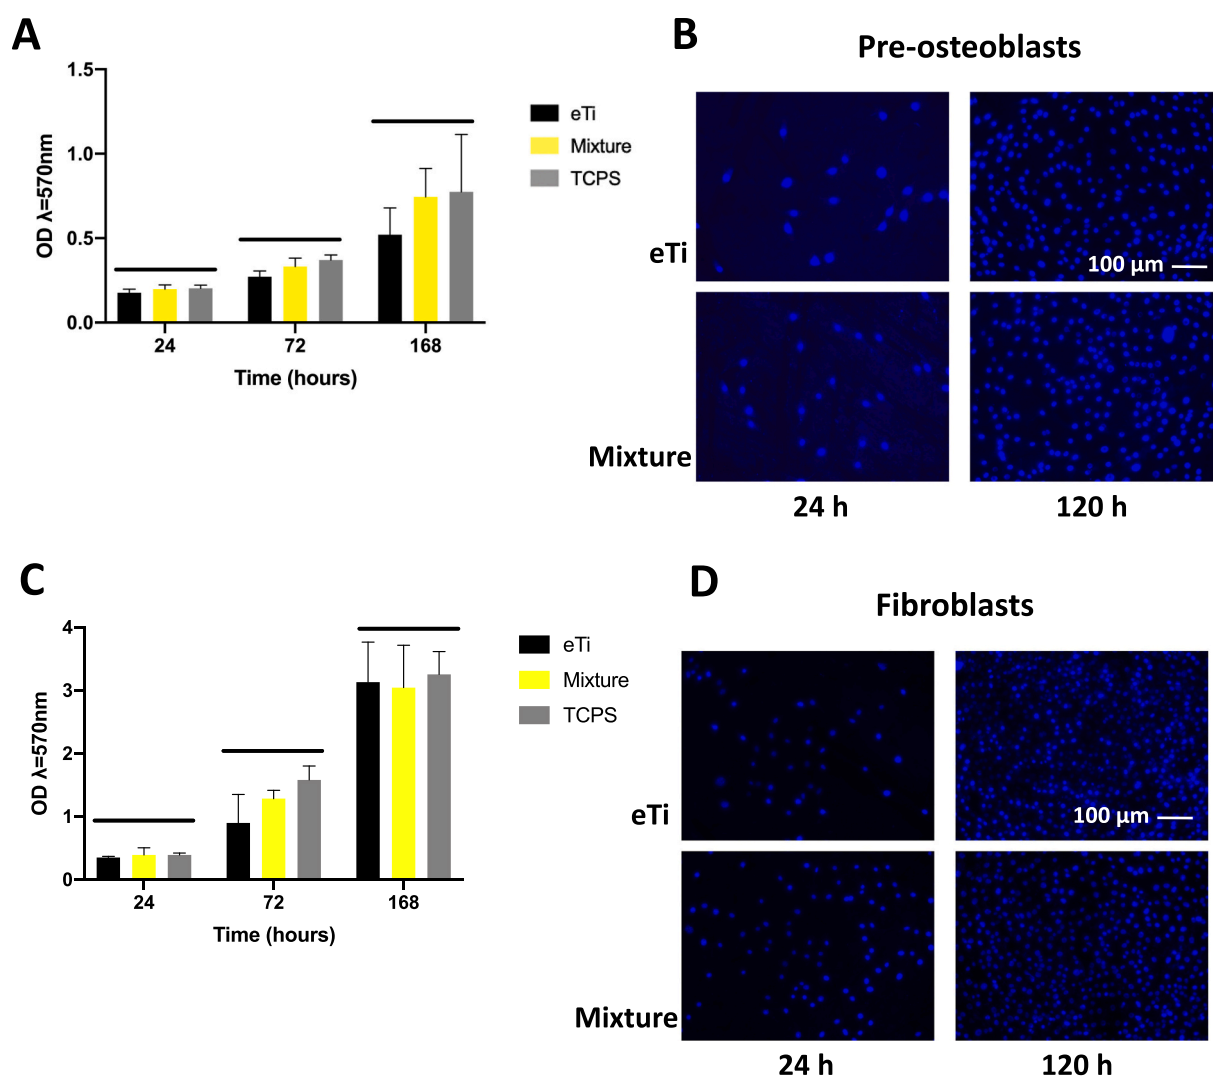 A
1.5
1.0
0.5
0.0
OD λ=570nm
24
72
168
Time (hours)
eTi
Mixture
TCPS
B
Pre-osteoblasts
eTi
100 µm
Mixture
24 h
120 h
C
4
3
2
1
0
OD λ=570nm
24
72
168
Time (hours)
eTi
Mixture
TCPS
D
Fibroblasts
eTi
100 µm
Mixture
24 h
120 h